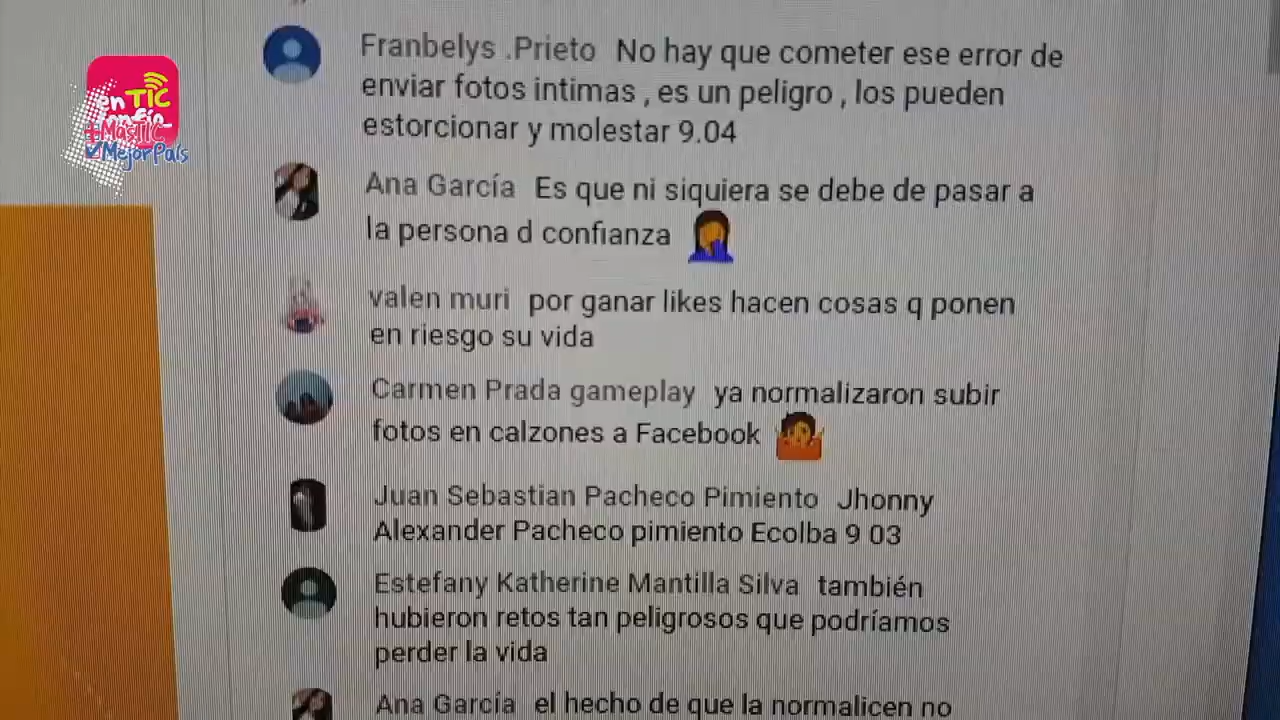 en TIC
confío
+MásTIC
MejorPaís
Franbelys .Prieto No hay que cometer ese error de
enviar fotos intimas , es un peligro , los pueden
estorcionar y molestar 9.04
Ana García Es que ni siquiera se debe de pasar a
la persona d confianza
valen muri por ganar likes hacen cosas q ponen
en riesgo su vida
Carmen Prada gameplay ya normalizaron subir
fotos en calzones a Facebook
Juan Sebastian Pacheco Pimiento Jhonny
Alexander Pacheco pimiento Ecolba 9 03
Estefany Katherine Mantilla Silva también
hubieron retos tan peligrosos que podríamos
perder la vida
Ana García el hecho de que la normalicen no